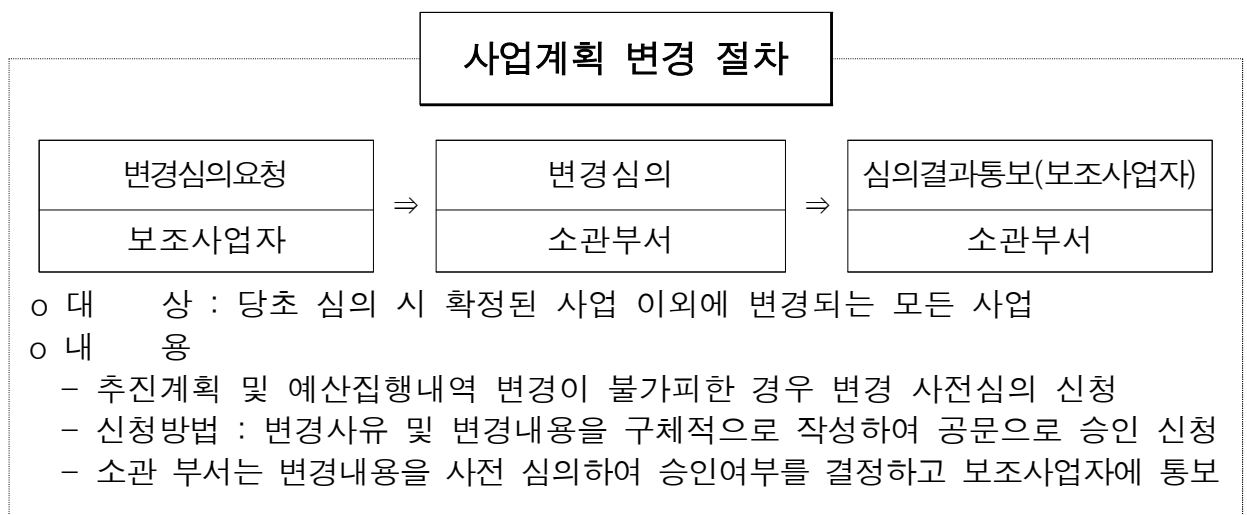 사업계획 변경 절차
변경심의요청 ⇒ 변경심의 ⇒ 심의결과통보(보조사업자)
보조사업자 소관부서 소관부서
o 대 상 : 당초 심의 시 확정된 사업 이외에 변경되는 모든 사업
o 내 용
- 추진계획 및 예산집행내역 변경이 불가피한 경우 변경 사전심의 신청
- 신청방법 : 변경사유 및 변경내용을 구체적으로 작성하여 공문으로 승인 신청
- 소관 부서는 변경내용을 사전 심의하여 승인여부를 결정하고 보조사업자에 통보